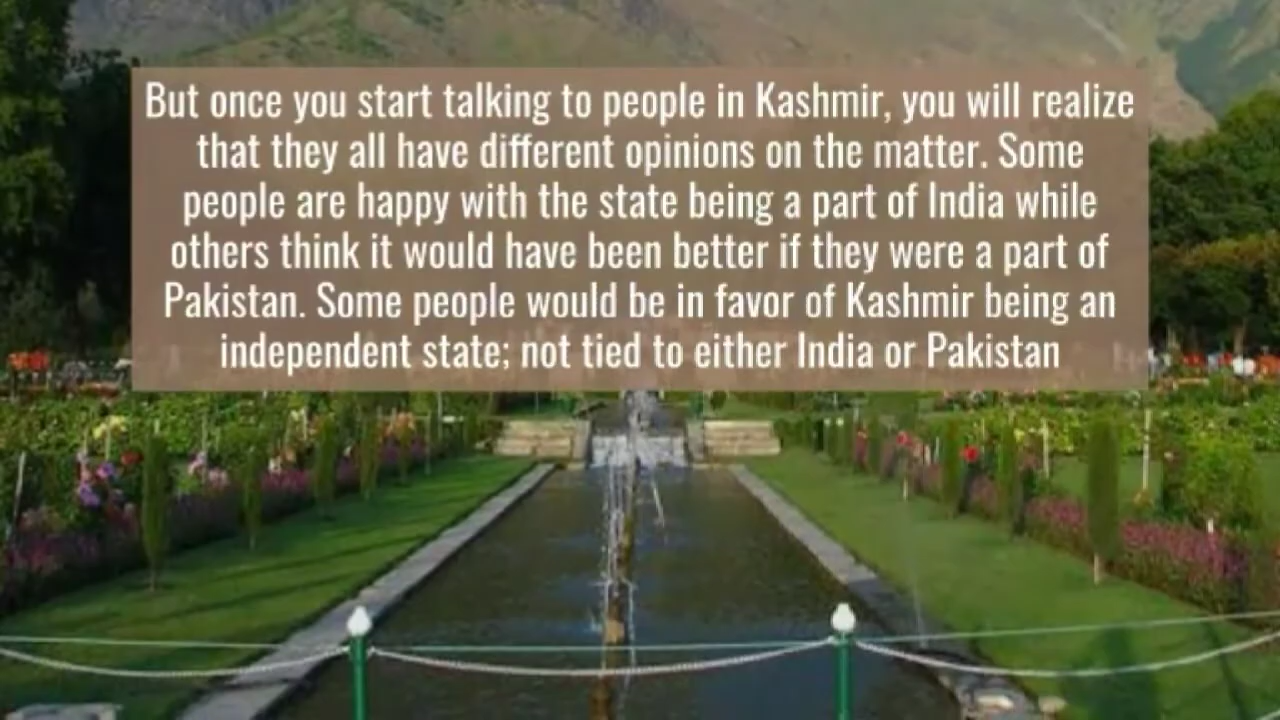 But once you start talking to people in Kashmir, you will realize
that they all have different opinions on the matter. Some
people are happy with the state being a part of India while
others think it would have been better if they were a part of
Pakistan. Some people would be in favor of Kashmir being an
independent state; not tied to either India or Pakistan